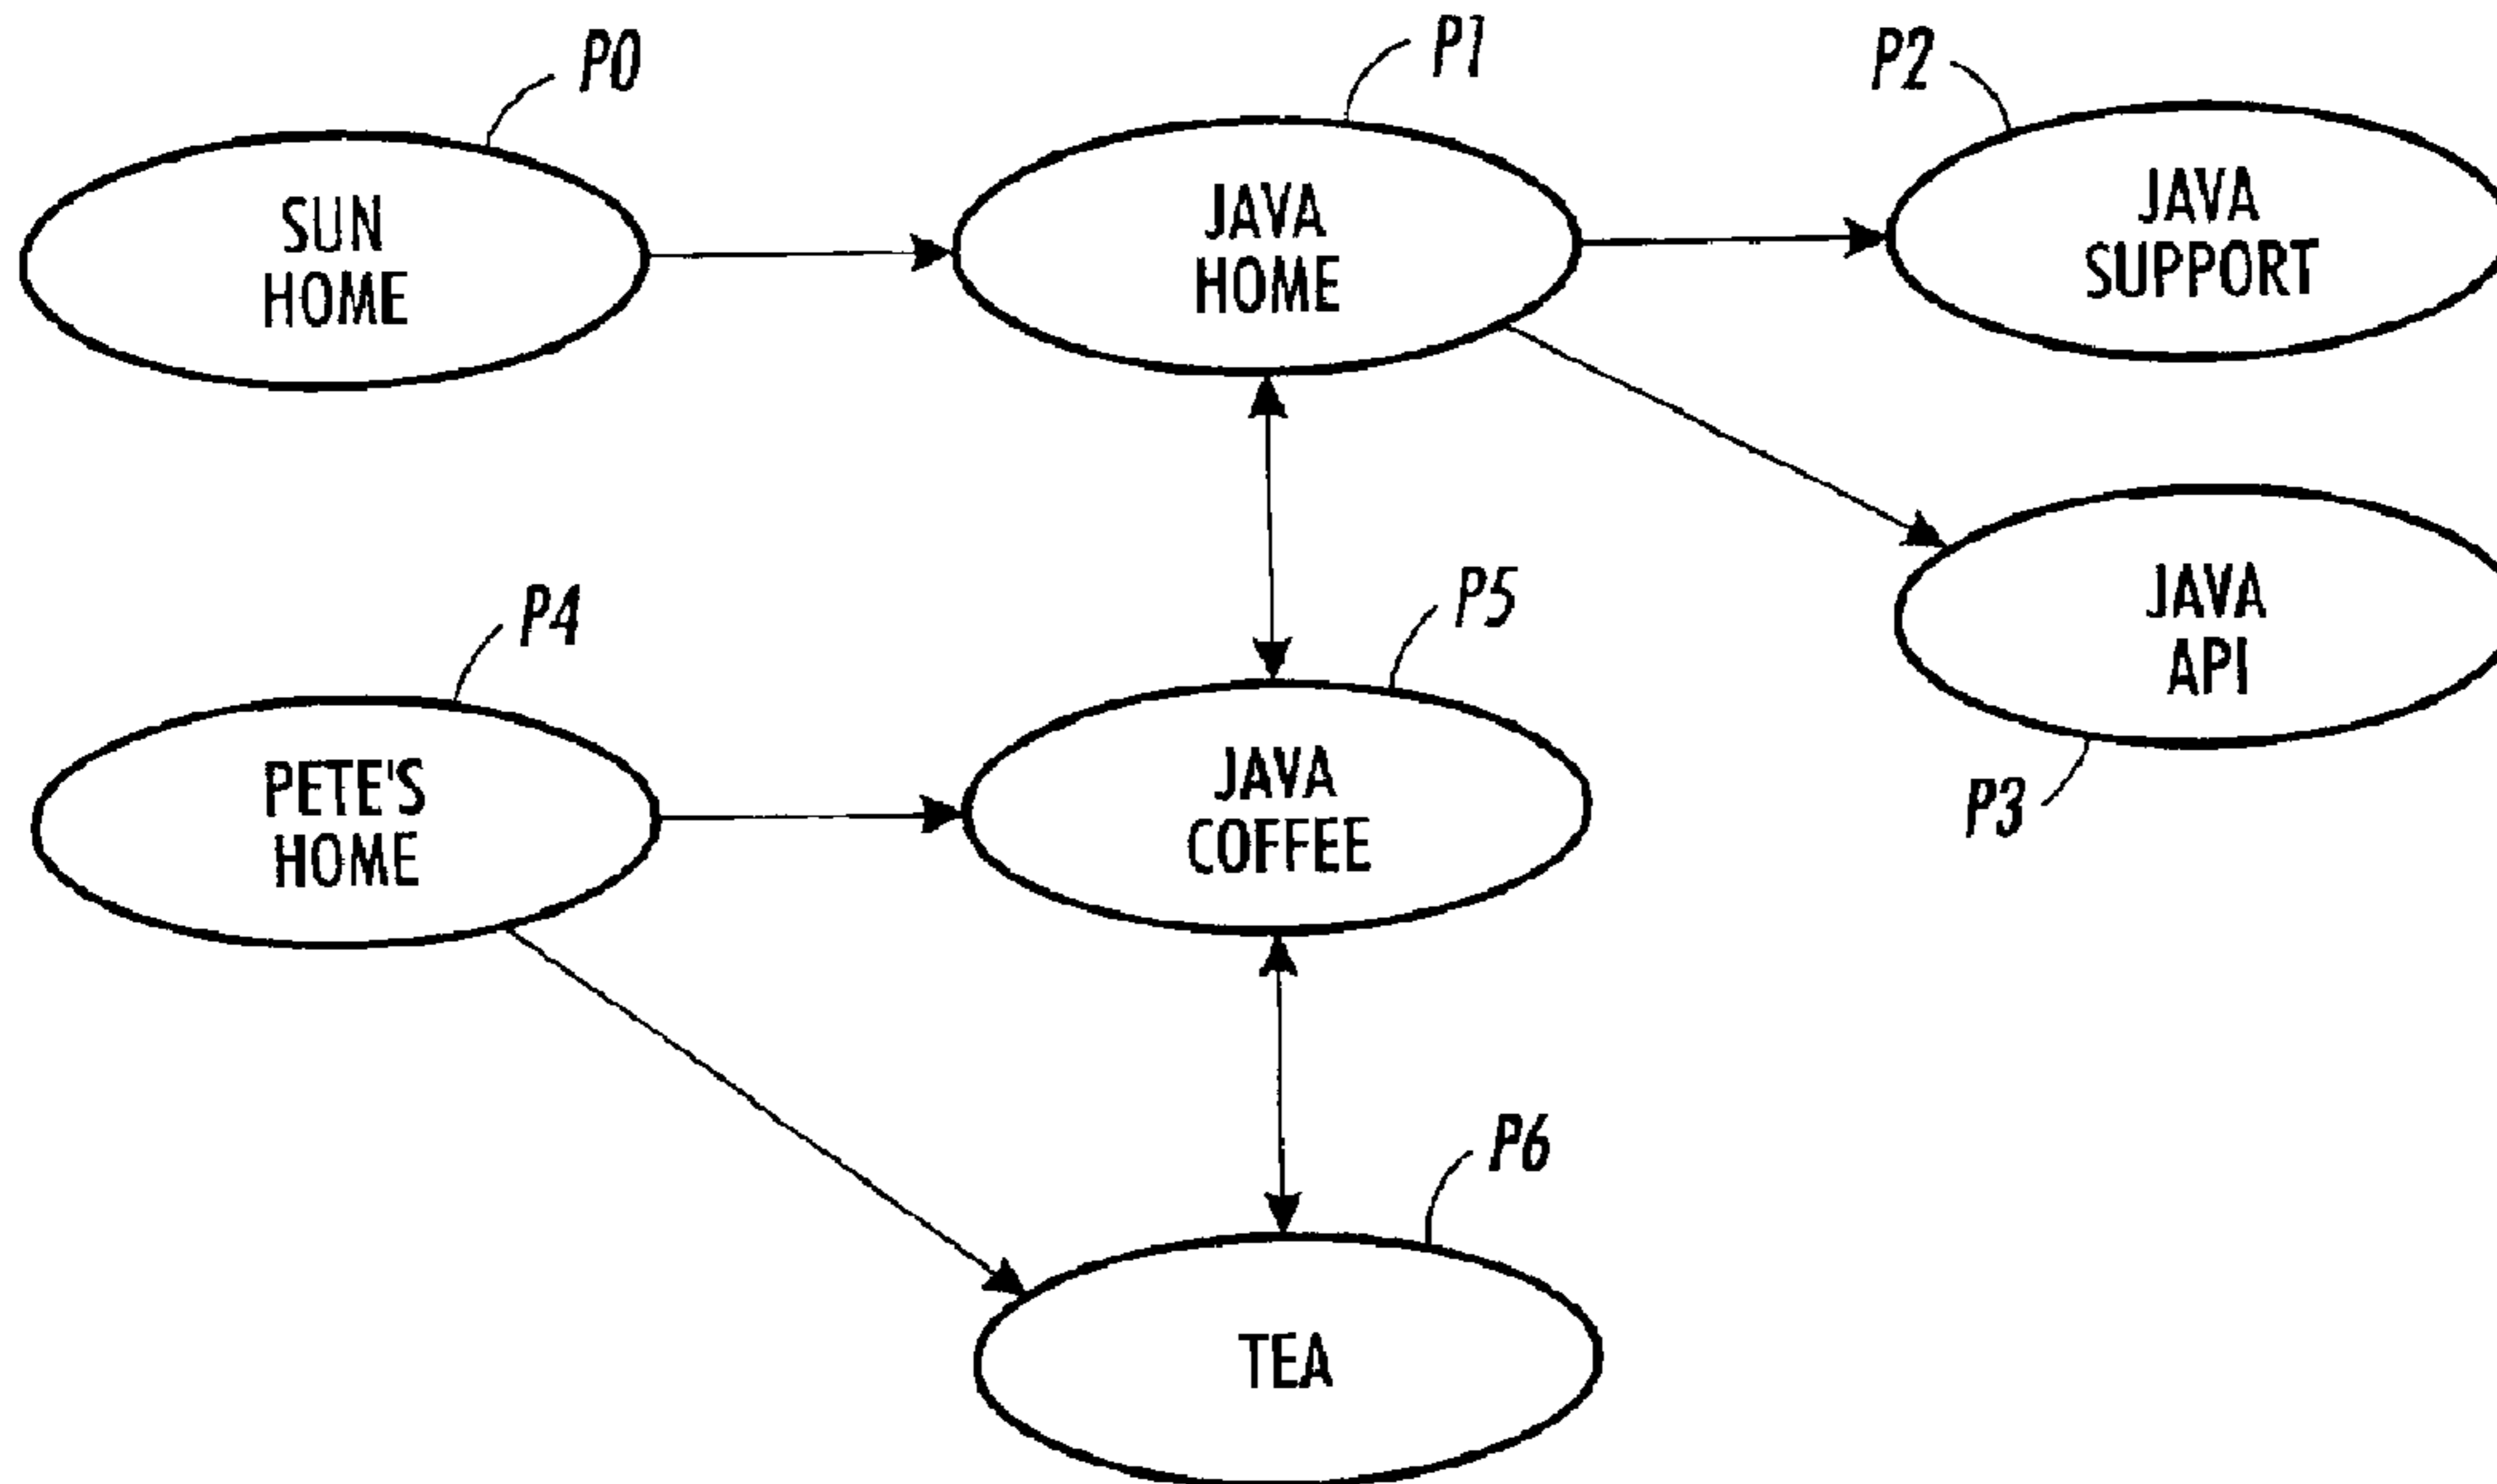 P0
P1
P2
SUN
HOME
JAVA
HOME
JAVA
SUPPORT
P4
P5
JAVA
API
P3
PETE'S
HOME
JAVA
COFFEE
P6
TEA